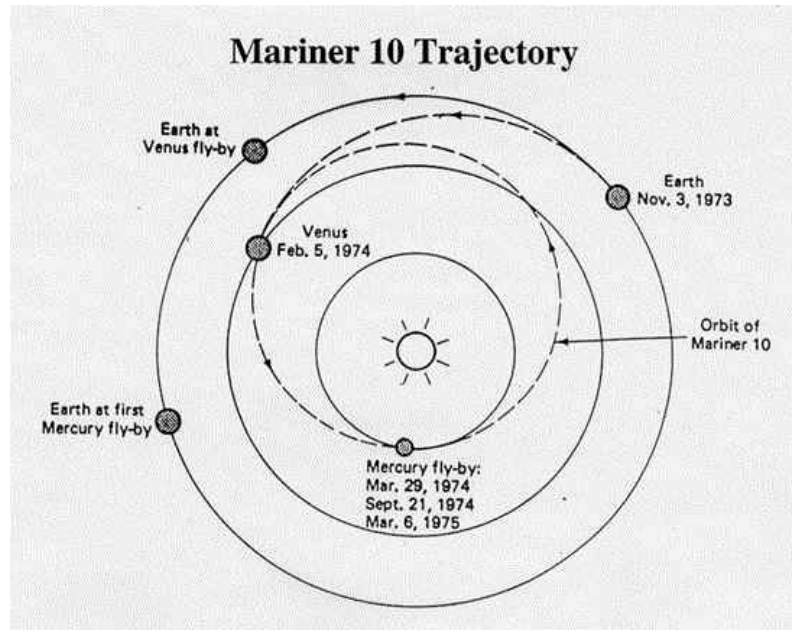 Mariner 10 Trajectory
Earth at
Venus fly-by
Earth
Nov. 3, 1973
Venus
Feb. 5, 1974
Orbit of
Mariner 10
Earth at first
Mercury fly-by
Mercury fly-by:
Mar. 29, 1974
Sept. 21, 1974
Mar. 6, 1975